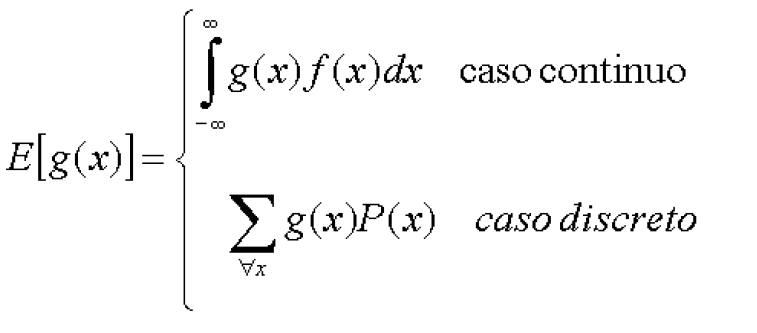 ∞
∫ g(x)f(x)dx caso continuo
−∞
E[g(x)] = {
∑ g(x)P(x) caso discreto
∀x